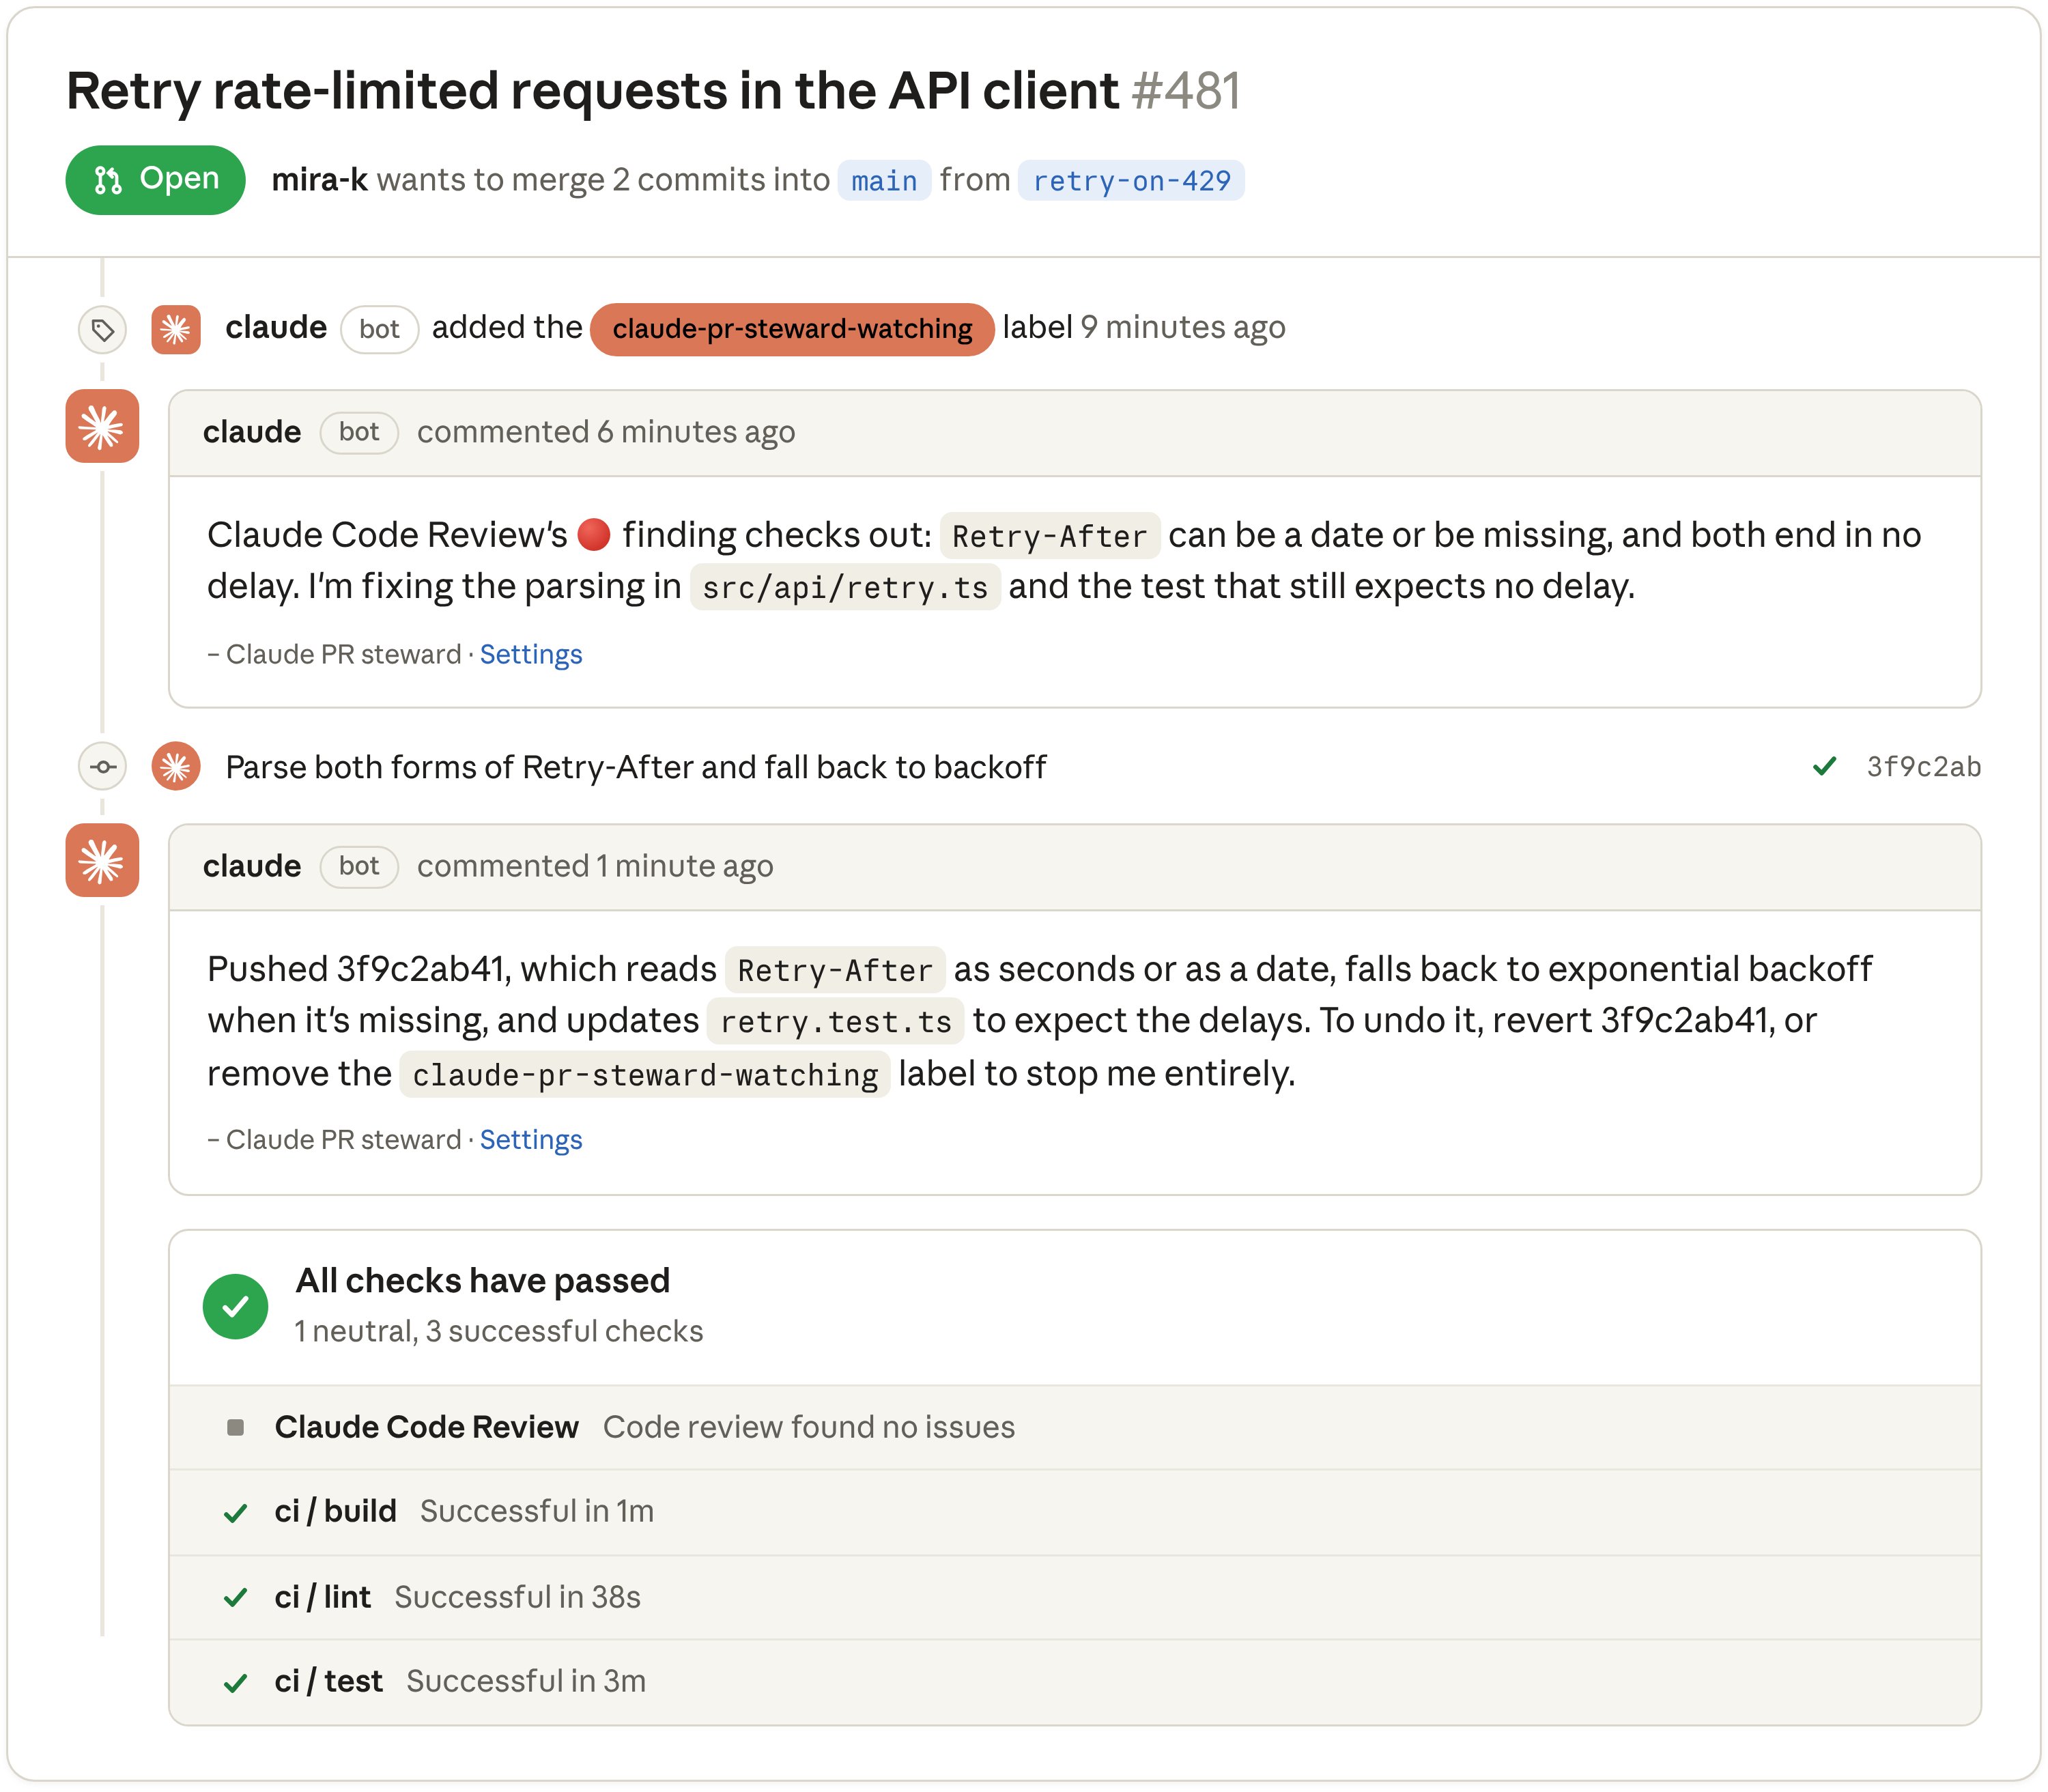 Retry rate-limited requests in the API client #481
Open mira-k wants to merge 2 commits into main from retry-on-429
claude bot added the claude-pr-steward-watching label 9 minutes ago
claude bot commented 6 minutes ago
Claude Code Review's 🔴 finding checks out: Retry-After can be a date or be missing, and both end in no
delay. I'm fixing the parsing in src/api/retry.ts and the test that still expects no delay.
– Claude PR steward · Settings
Parse both forms of Retry-After and fall back to backoff 3f9c2ab
claude bot commented 1 minute ago
Pushed 3f9c2ab41, which reads Retry-After as seconds or as a date, falls back to exponential backoff
when it's missing, and updates retry.test.ts to expect the delays. To undo it, revert 3f9c2ab41, or
remove the claude-pr-steward-watching label to stop me entirely.
– Claude PR steward · Settings
All checks have passed
1 neutral, 3 successful checks
Claude Code Review Code review found no issues
ci / build Successful in 1m
ci / lint Successful in 38s
ci / test Successful in 3m